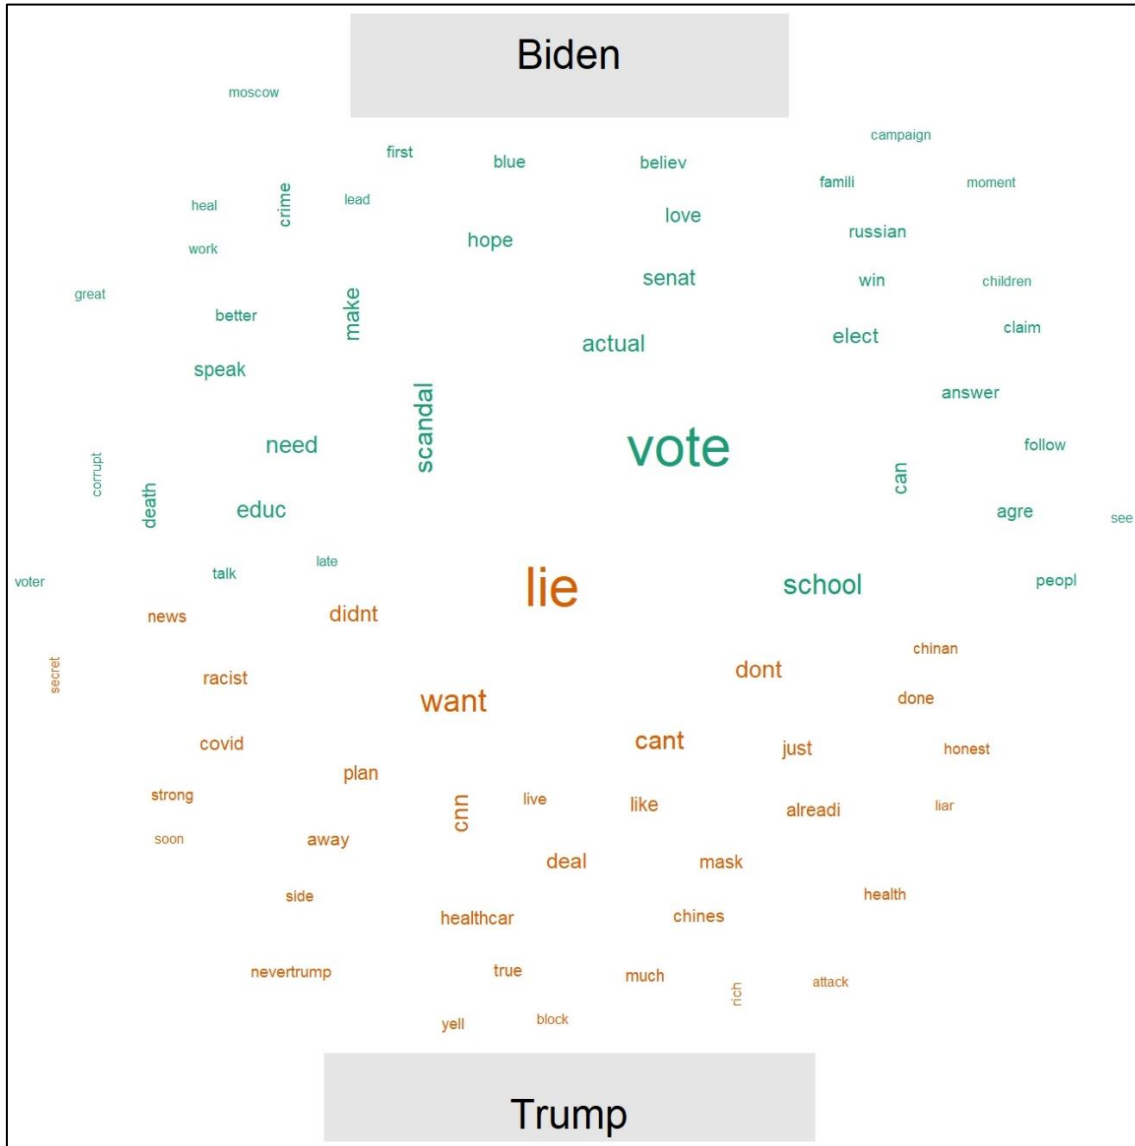 Biden
moscow
campaign
first
blue
believ
famili
moment
heal
crime
lead
love
hope
russian
work
senat
win
children
great
better
make
actual
elect
claim
speak
scandal
answer
need
vote
follow
corrupt
death
educ
can
agre
see
voter
talk
late
lie
school
peopl
news
didnt
secret
racist
dont
chinan
want
done
covid
cant
just
honest
plan
strong
cnn
live
like
alreadi
liar
soon
away
deal
mask
side
healthcar
chines
health
nevertrump
true
much
rich
attack
yell
block
Trump